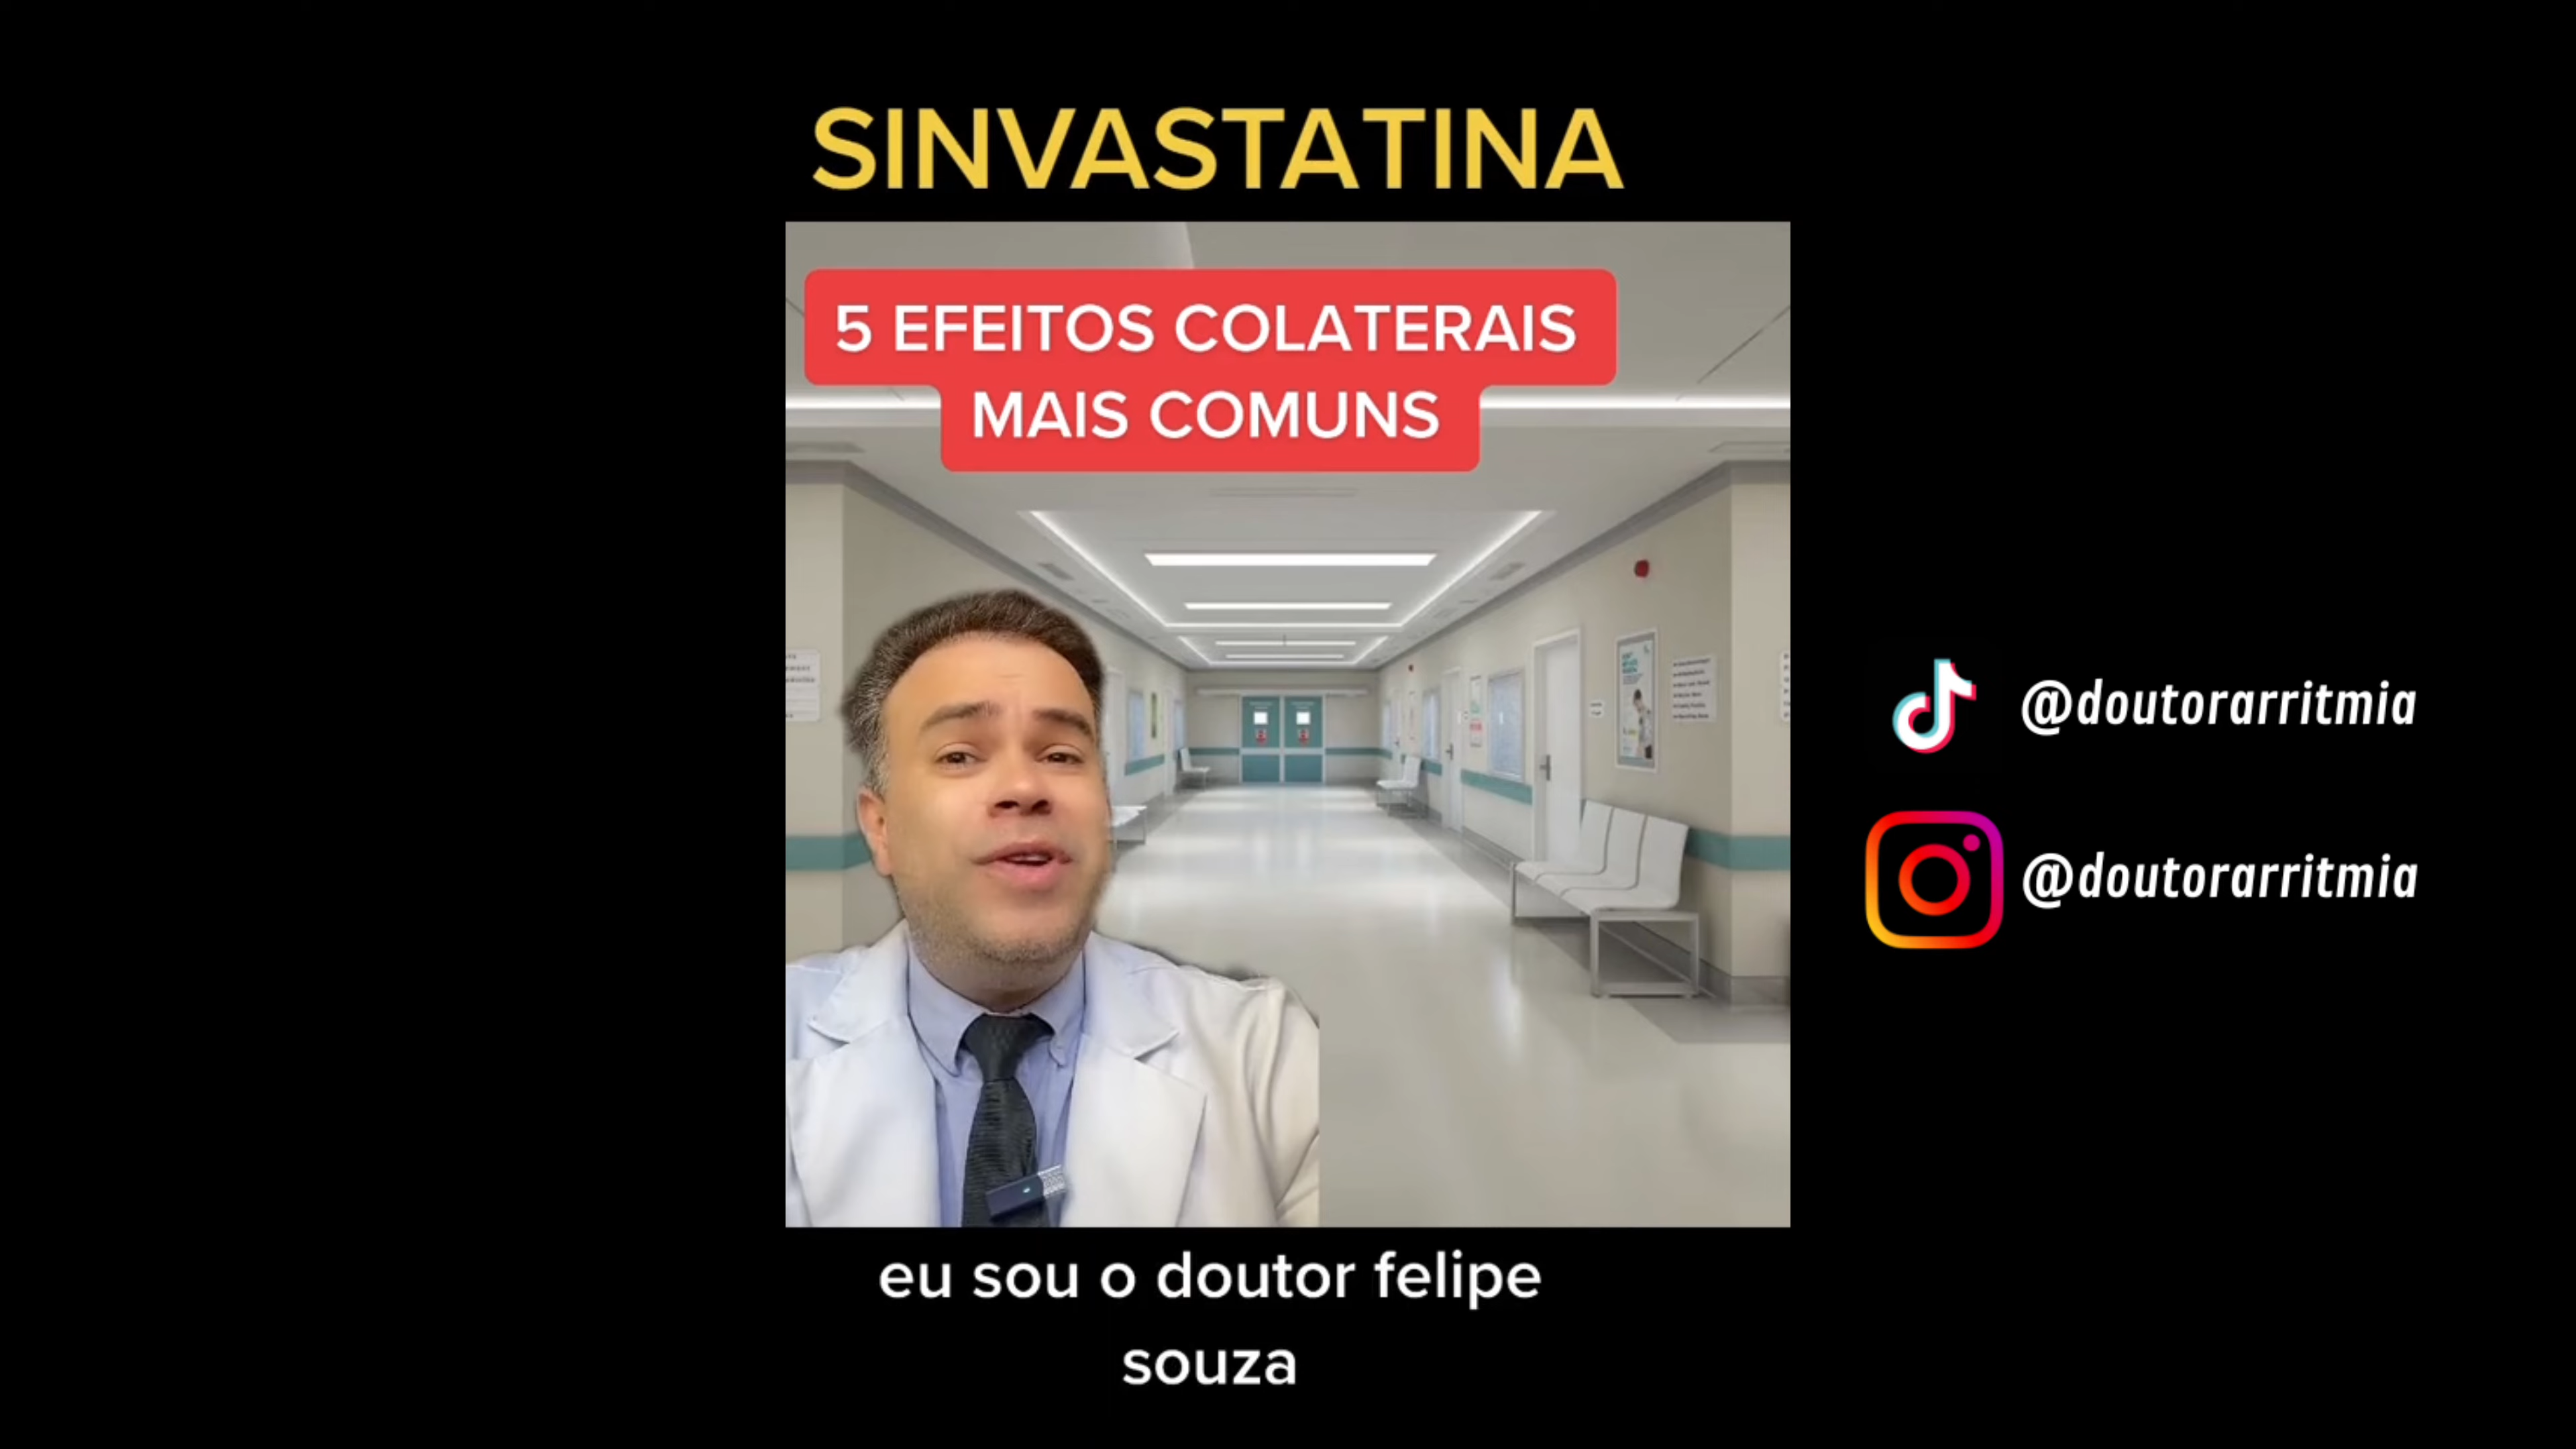 SINVASTATINA
5 EFEITOS COLATERAIS
MAIS COMUNS
@doutorarritmia
@doutorarritmia
eu sou o doutor felipe
souza